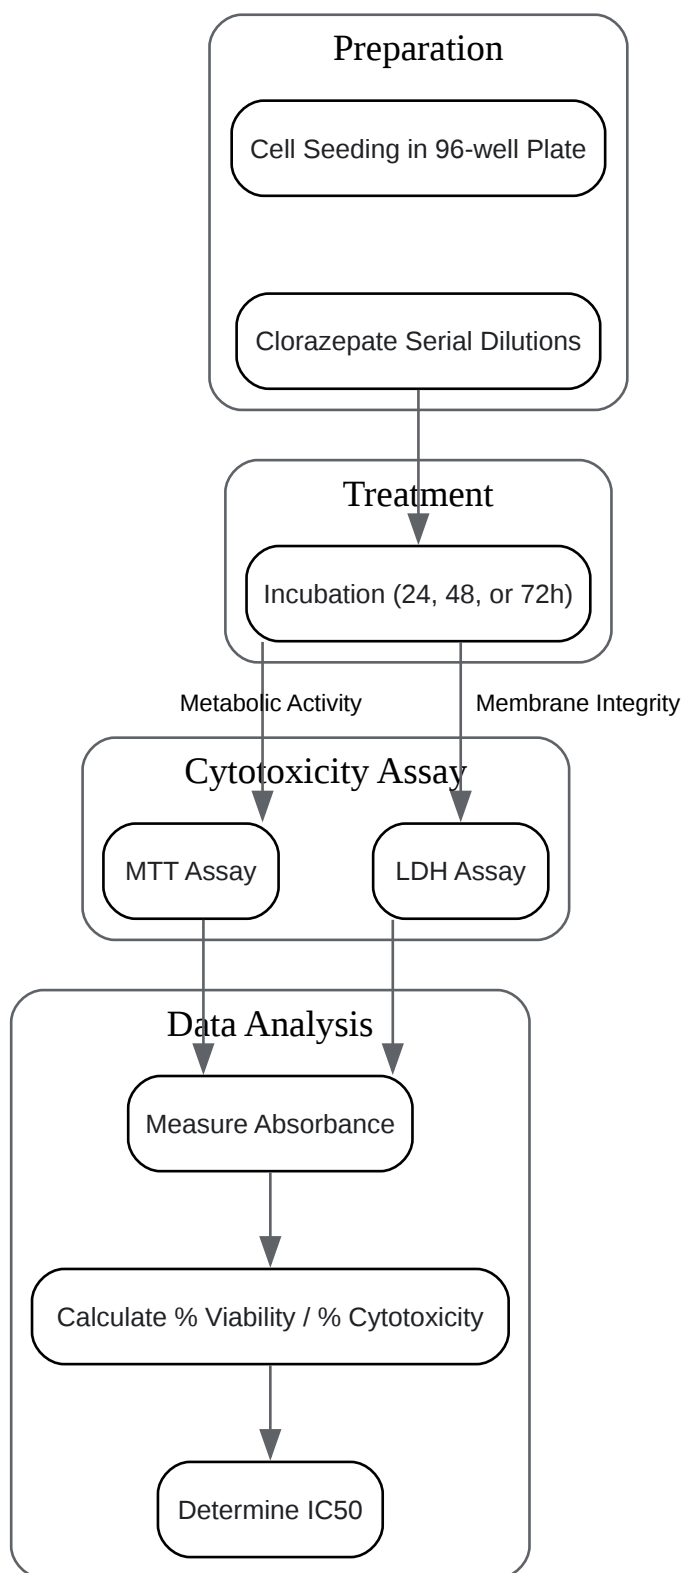 Preparation
Cell Seeding in 96-well Plate
Clorazepate Serial Dilutions
Treatment
Incubation (24, 48, or 72h)
Metabolic Activity
Membrane Integrity
Cytotoxicity Assay
MTT Assay
LDH Assay
Data Analysis
Measure Absorbance
Calculate % Viability / % Cytotoxicity
Determine IC50